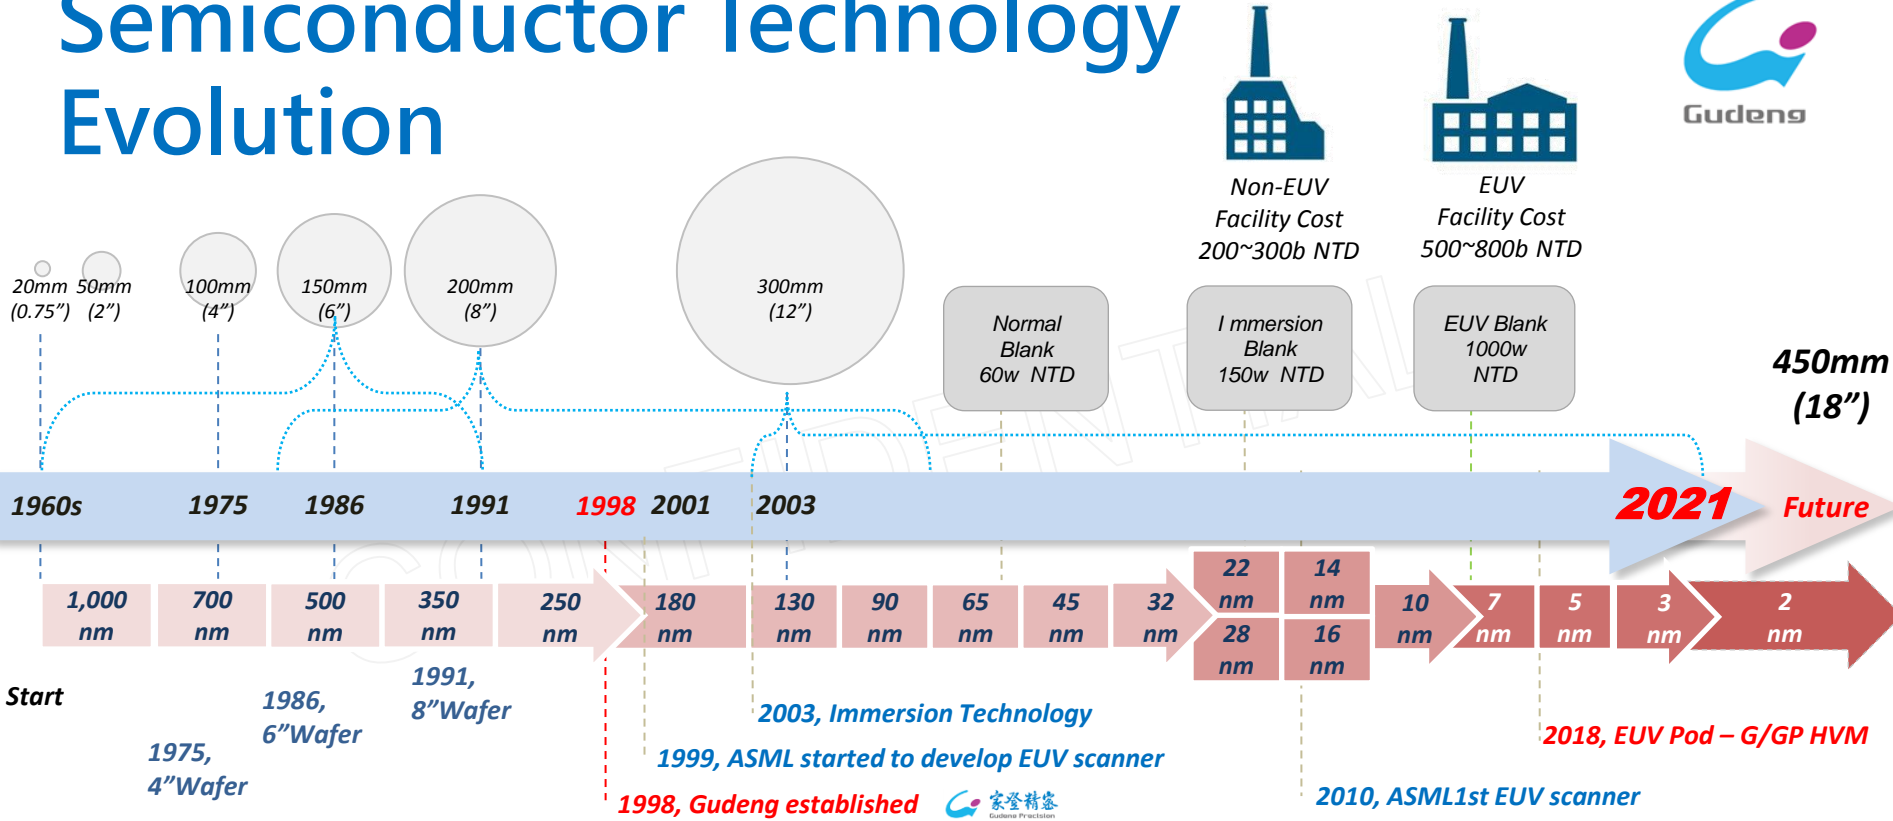 Semiconductor Technology
Evolution
Gudeng
Non-EUV
Facility Cost
200~300b NTD
EUV
Facility Cost
500~800b NTD
20mm
(0.75”)
50mm
(2”)
100mm
(4”)
150mm
(6”)
200mm
(8”)
300mm
(12”)
Normal
Blank
60w NTD
I mmersion
Blank
150w NTD
EUV Blank
1000w
NTD
450mm
(18”)
CONFIDENTIAL
1960s
1975
1986
1991
1998
2001
2003
2021
Future
1,000
nm
700
nm
500
nm
350
nm
250
nm
180
nm
130
nm
90
nm
65
nm
45
nm
32
nm
22
nm
14
nm
28
nm
16
nm
10
nm
7
nm
5
nm
3
nm
2
nm
Start
1975,
4”Wafer
1986,
6”Wafer
1991,
8”Wafer
2003, Immersion Technology
1999, ASML started to develop EUV scanner
1998, Gudeng established
家登精密
Gudeng Precision
2018, EUV Pod – G/GP HVM
2010, ASML1st EUV scanner